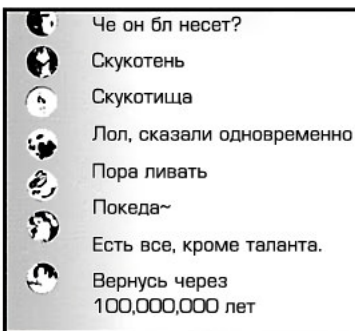 Че он бл несет?
Скукотень
Скукотища
Лол, сказали одновременно
Пора ливать
Покеда~
Есть все, кроме таланта.
Вернусь через
100,000,000 лет